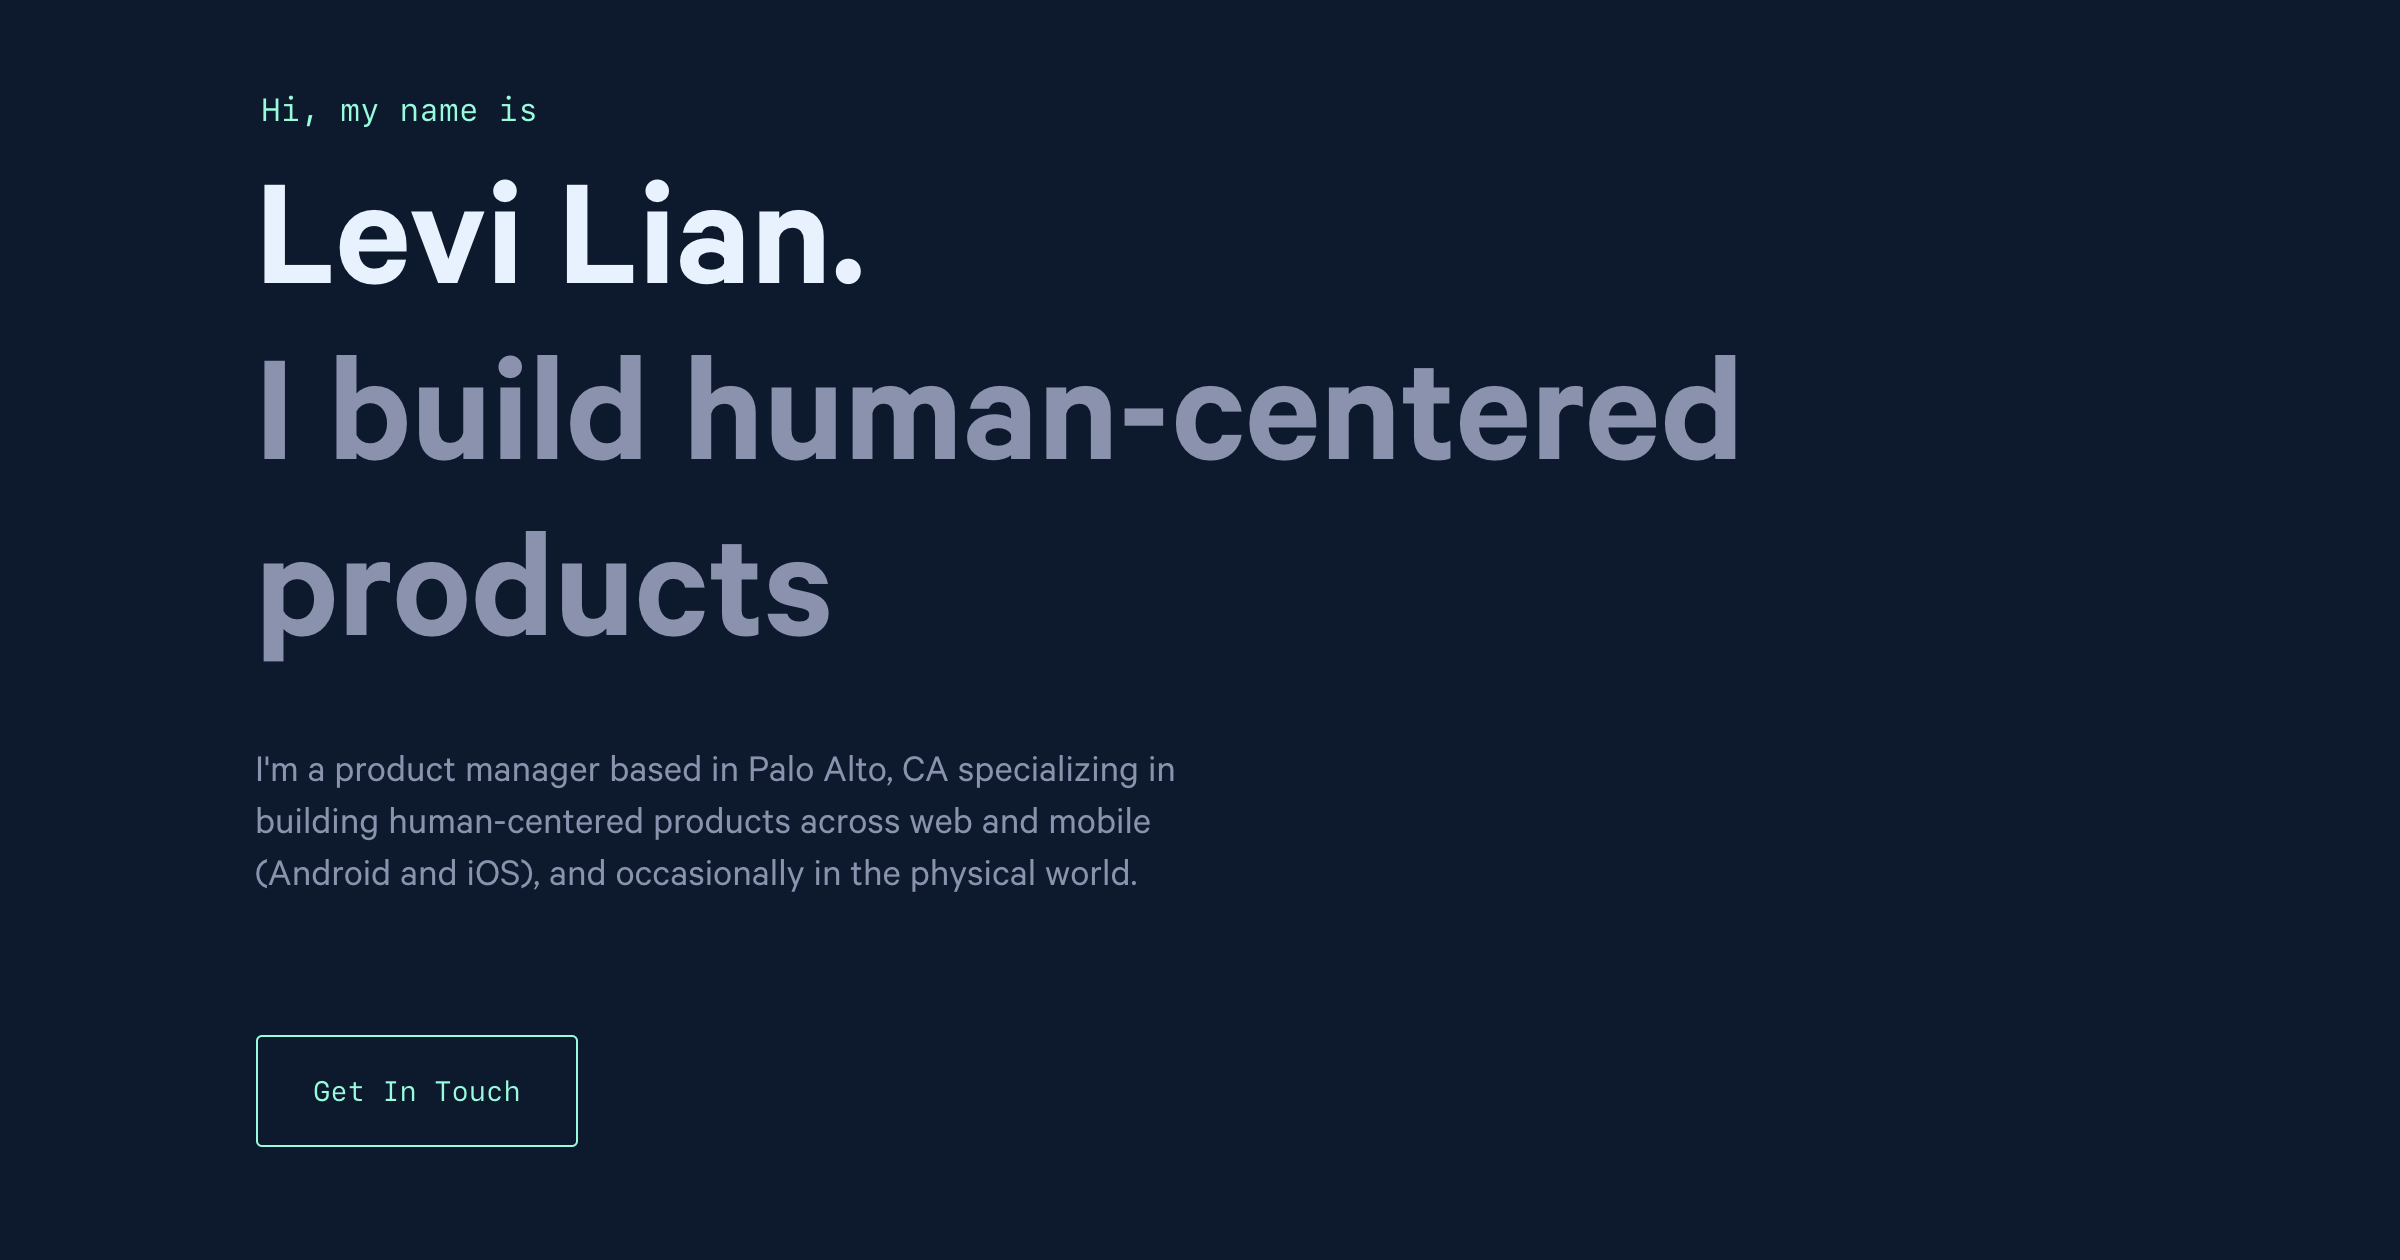 Hi, my name is
Levi Lian.
I build human-centered
products
I'm a product manager based in Palo Alto, CA specializing in
building human-centered products across web and mobile
(Android and iOS), and occasionally in the physical world.
Get In Touch